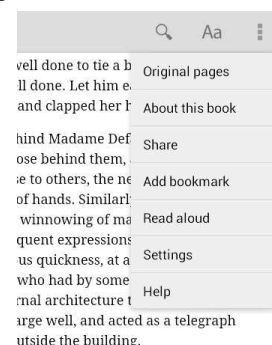 Aa
vell done to tie a b
ll done. Let him e
and clapped her h
hind Madame Def
ose behind them,
se to others, the ne
of hands. Similarl
winnowing of ma
quent expressions
us quickness, at a
who had by some
rnal architecture t
arge well, and acted as a telegraph
utside the building.
Original pages
About this book
Share
Add bookmark
Read aloud
Settings
Help